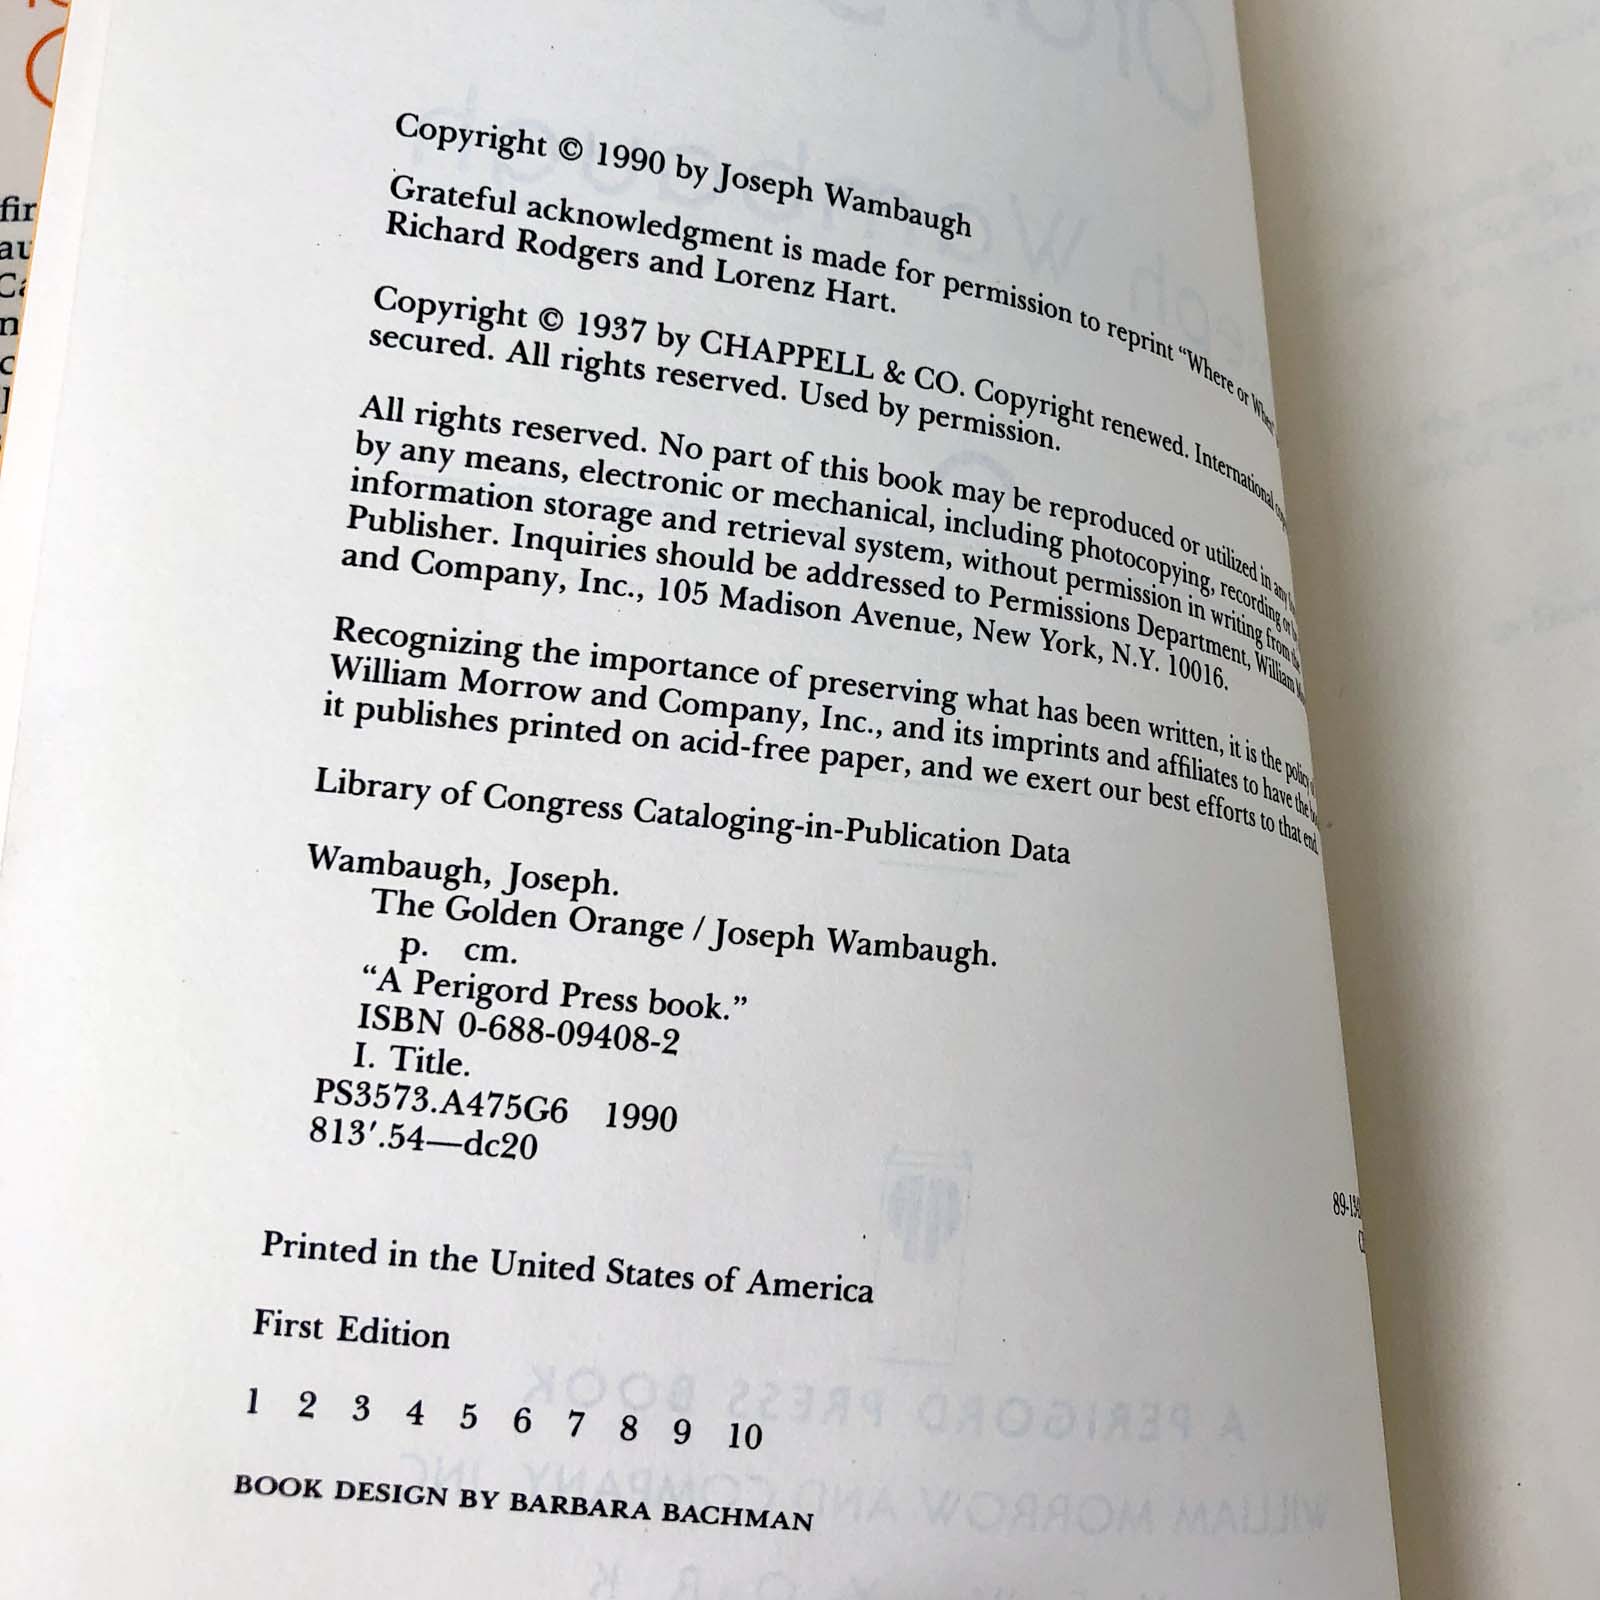 Copyright © 1990 by Joseph Wambaugh
Grateful acknowledgment is made for permission to reprint “Where or When”
Richard Rodgers and Lorenz Hart.
Copyright © 1937 by CHAPPELL & CO. Copyright renewed. International
secured. All rights reserved. Used by permission.
All rights reserved. No part of this book may be reproduced or utilized in any
by any means, electronic or mechanical, including photocopying, recording or
information storage and retrieval system, without permission in writing from the
Publisher. Inquiries should be addressed to Permissions Department, William
and Company, Inc., 105 Madison Avenue, New York, N.Y. 10016.
Recognizing the importance of preserving what has been written, it is the policy
William Morrow and Company, Inc., and its imprints and affiliates to have the
it publishes printed on acid-free paper, and we exert our best efforts to that end.
Library of Congress Cataloging-in-Publication Data
Wambaugh, Joseph.
The Golden Orange / Joseph Wambaugh.
p. cm.
“A Perigord Press book.”
ISBN 0-688-09408-2
I. Title.
PS3573.A475G6 1990
813'.54—dc20
Printed in the United States of America
First Edition
1 2 3 4 5 6 7 8 9 10
BOOK DESIGN BY BARBARA BACHMAN